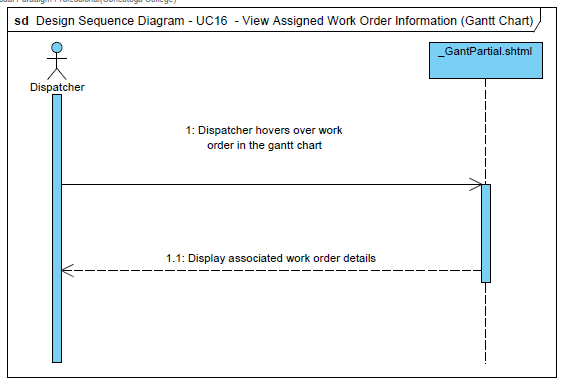 sd Design Sequence Diagram - UC16 - View Assigned Work Order Information (Gantt Chart)
Dispatcher
_GantPartial.shtml
1: Dispatcher hovers over work
order in the gantt chart
1.1: Display associated work order details